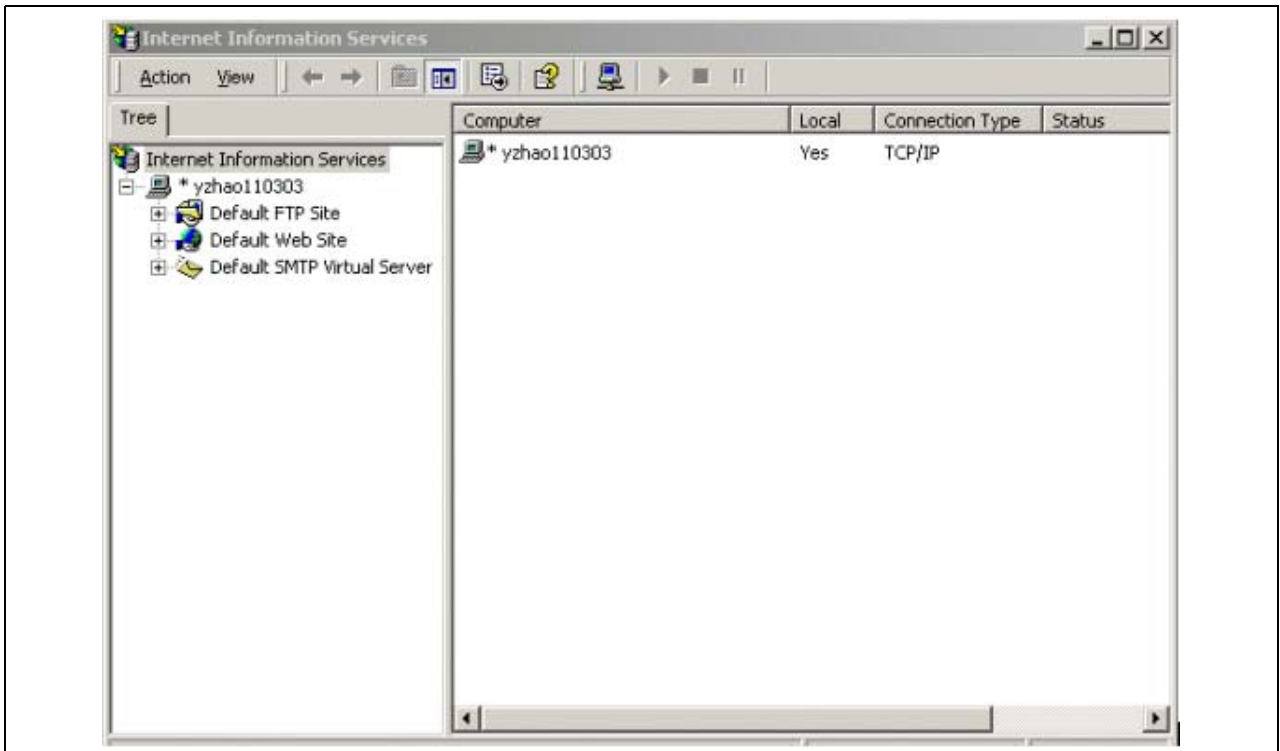 Internet Information Services
Action View
Tree
Computer Local Connection Type Status
Internet Information Services
* yzhao110303 Yes TCP/IP
* yzhao110303
Default FTP Site
Default Web Site
Default SMTP Virtual Server